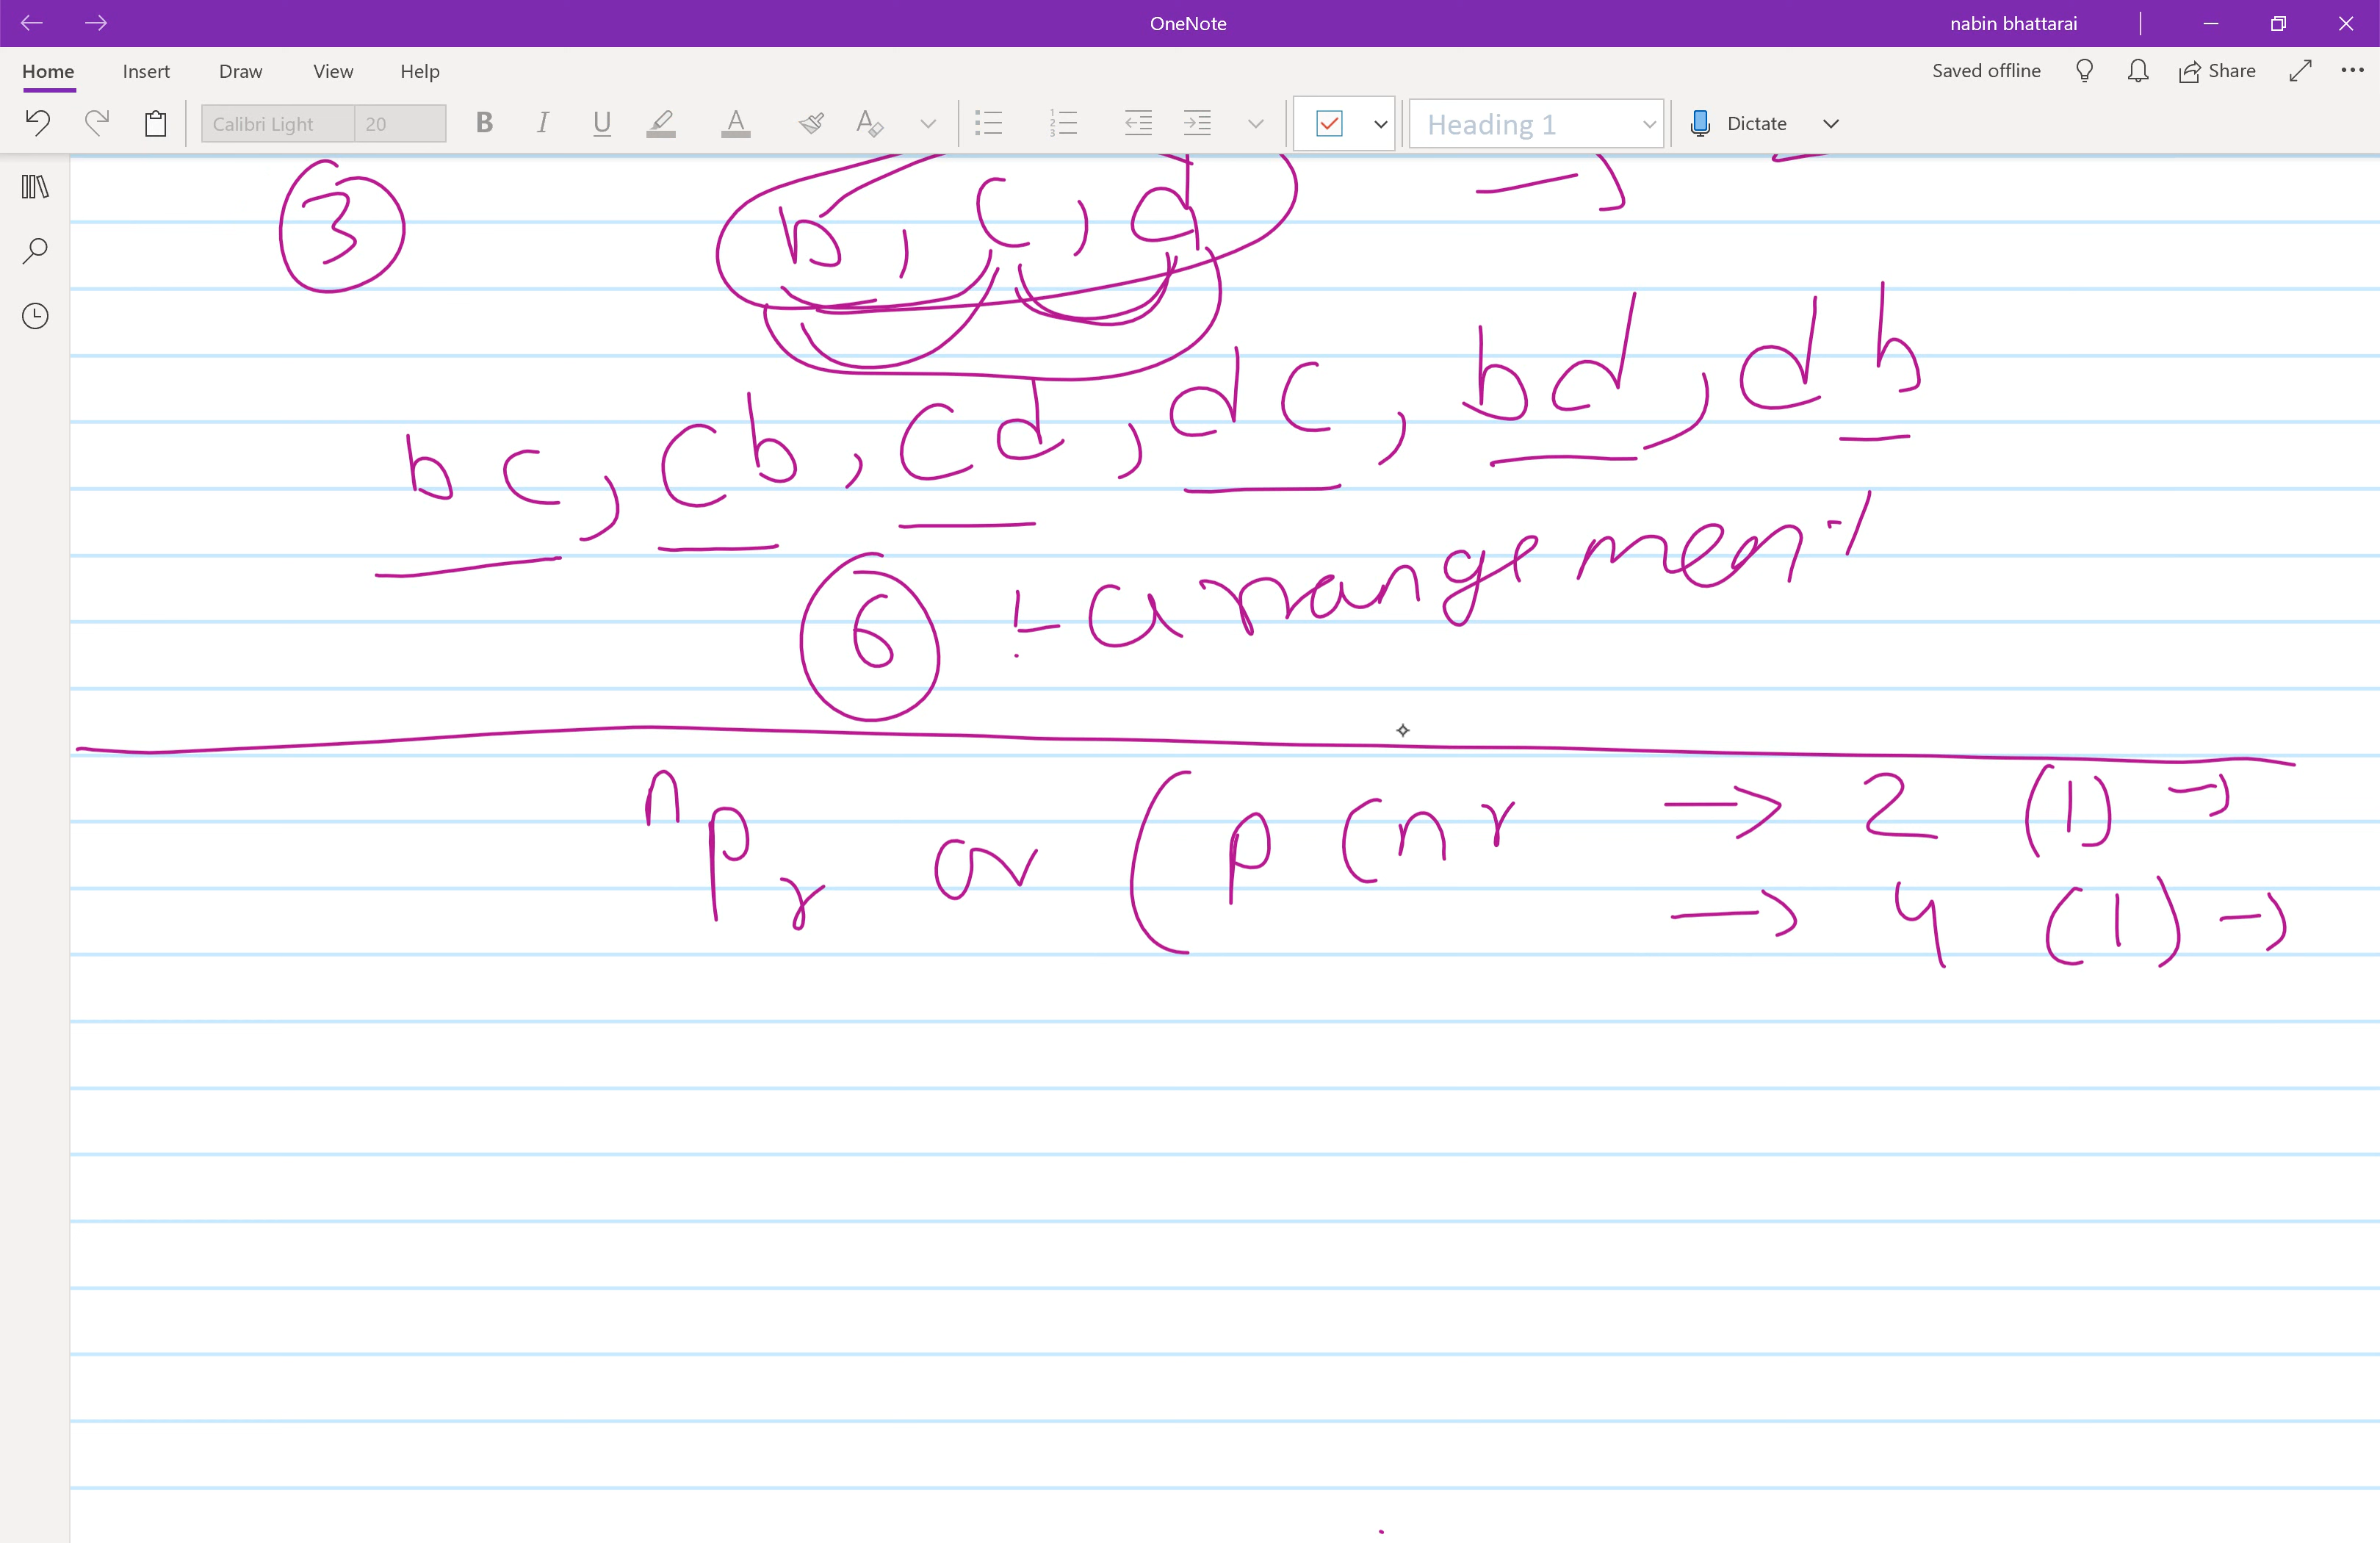 OneNote
nabin bhattarai
Home Insert Draw View Help
Saved offline Share
Calibri Light 20 B I U A A Heading 1 Dictate
3 b, c, d
bc, cb, cd, dc, bd, db
6 :- arrangement
nPr or (P(n r → 2 (1) →
→ 4 (1) →